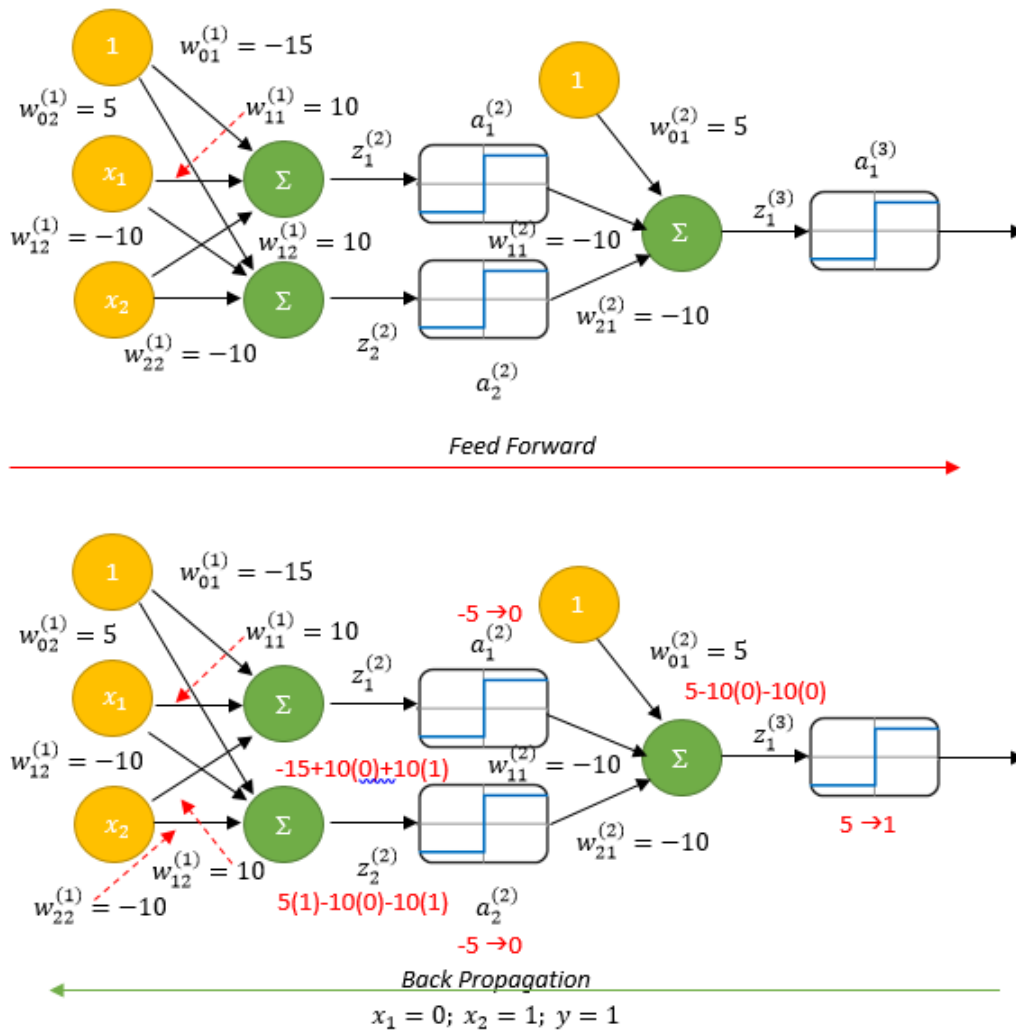 1
w_{01}^{(1)} = −15
w_{02}^{(1)} = 5
w_{11}^{(1)} = 10
1
a_1^{(2)}
w_{01}^{(2)} = 5
x_1
Σ
z_1^{(2)}
a_1^{(3)}
w_{12}^{(1)} = −10
w_{12}^{(1)} = 10
w_{11}^{(2)} = −10
Σ
z_1^{(3)}
x_2
Σ
z_2^{(2)}
w_{21}^{(2)} = −10
w_{22}^{(1)} = −10
a_2^{(2)}
Feed Forward
1
w_{01}^{(1)} = −15
w_{02}^{(1)} = 5
w_{11}^{(1)} = 10
-5 →0
1
a_1^{(2)}
w_{01}^{(2)} = 5
x_1
Σ
z_1^{(2)}
5-10(0)-10(0)
z_1^{(3)}
w_{12}^{(1)} = −10
-15+10(0)+10(1)
w_{11}^{(2)} = −10
Σ
x_2
Σ
5 →1
z_2^{(2)}
w_{21}^{(2)} = −10
w_{12}^{(1)} = 10
w_{22}^{(1)} = −10
5(1)-10(0)-10(1)
a_2^{(2)}
-5 →0
Back Propagation
x_1 = 0; x_2 = 1; y = 1